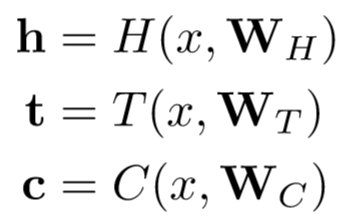 h = H(x, W_H)
t = T(x, W_T)
c = C(x, W_C)